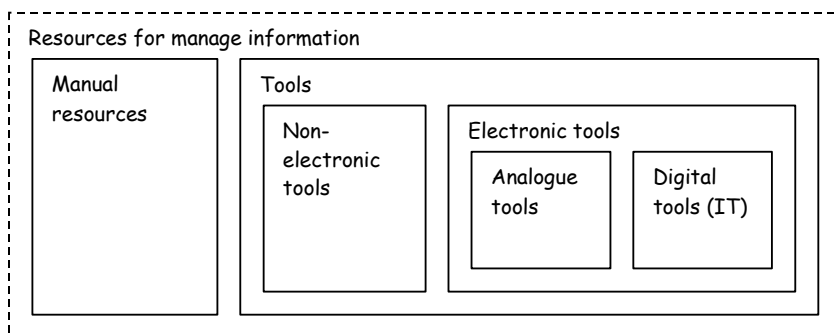 Resources for manage information
Manual
resources
Tools
Non-
electronic
tools
Electronic tools
Analogue
tools
Digital
tools (IT)